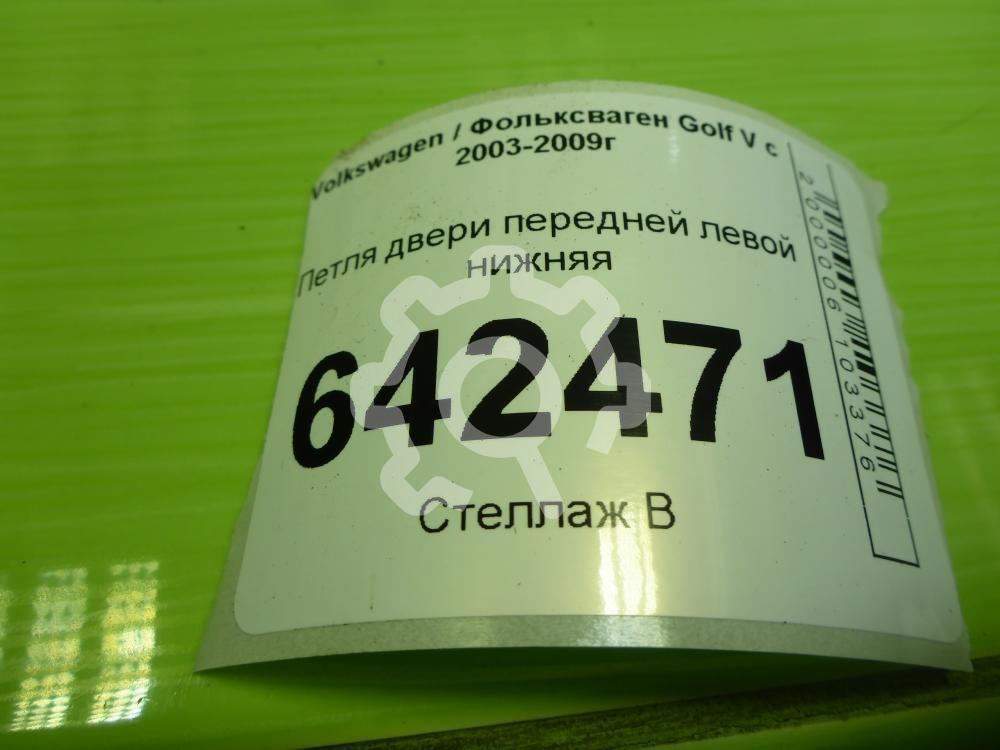 Volkswagen / Фольксваген Golf V с
2003-2009г
Петля двери передней левой
нижняя
642471
Стеллаж В
2000006103376